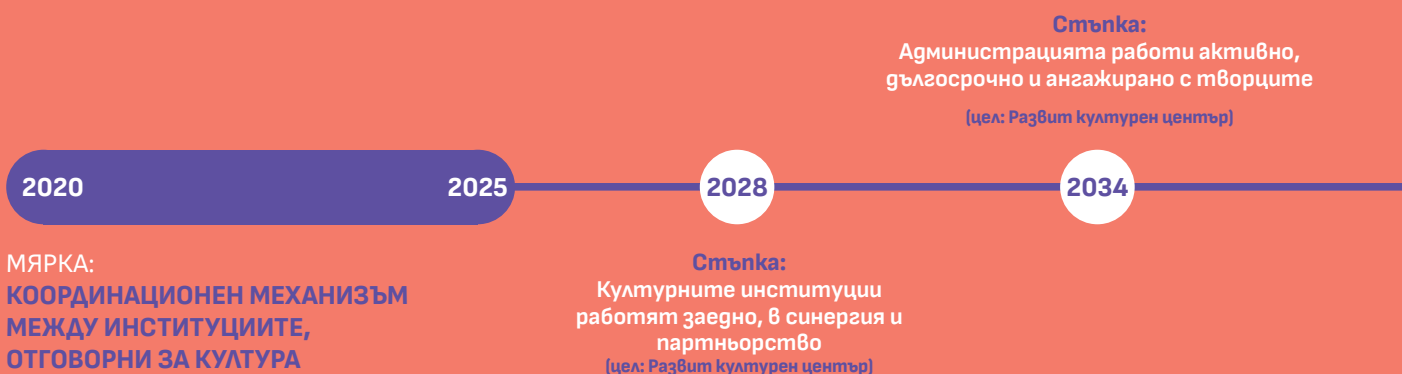 Стъпка:
Администрацията работи активно,
дългосрочно и ангажирано с творците
(цел: Развит културен център)
2020
2025
2028
2034
МЯРКА:
КООРДИНАЦИОНЕН МЕХАНИЗЪМ
МЕЖДУ ИНСТИТУЦИИТЕ,
ОТГОВОРНИ ЗА КУЛТУРА
Стъпка:
Културните институции
работят заедно, в синергия и
партньорство
(цел: Развит културен център)